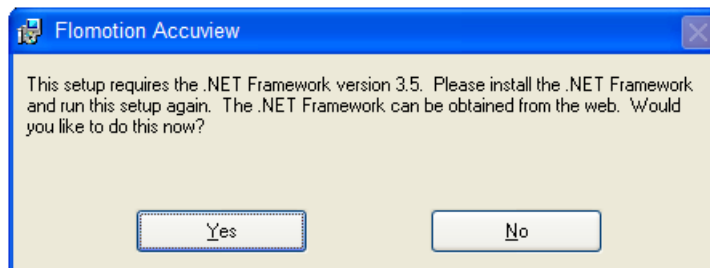 Flomotion Accuview
This setup requires the .NET Framework version 3.5.  Please install the .NET Framework
and run this setup again.  The .NET Framework can be obtained from the web.  Would
you like to do this now?
Yes
No